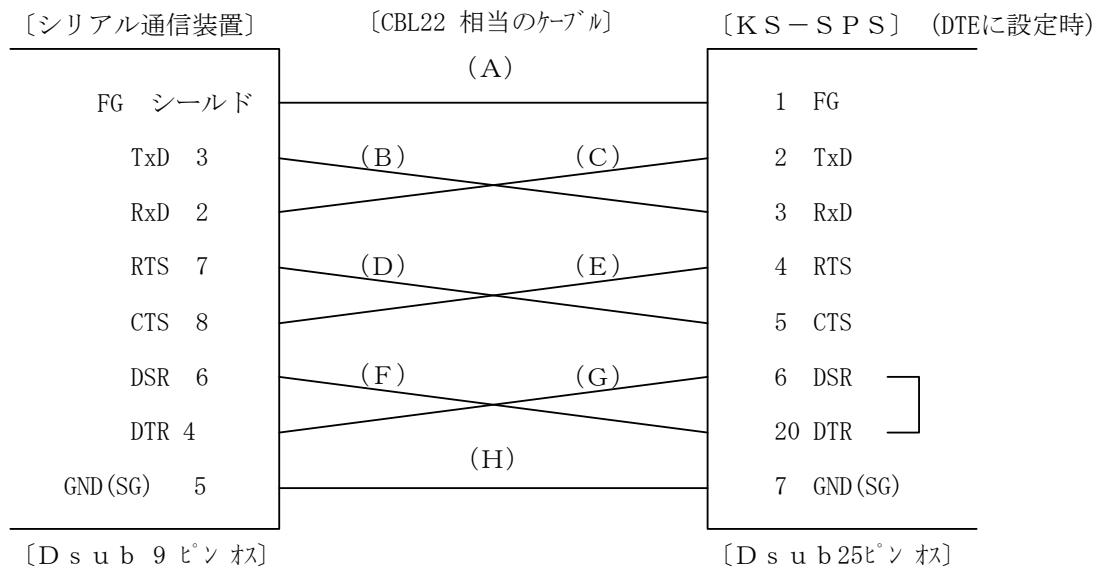 〔シリアル通信装置〕 〔CBL22 相当のｹｰﾌﾞﾙ〕 〔ＫＳ－ＳＰＳ〕 (DTEに設定時)
(A)
FG シールド 1 FG
TxD 3 (B) (C) 2 TxD
RxD 2 3 RxD
RTS 7 (D) (E) 4 RTS
CTS 8 5 CTS
DSR 6 (F) (G) 6 DSR
DTR 4 20 DTR
(H)
GND(SG) 5 7 GND(SG)
〔Ｄｓｕｂ９ﾋﾟﾝ ｵｽ〕 〔Ｄｓｕｂ25ﾋﾟﾝ ｵｽ〕